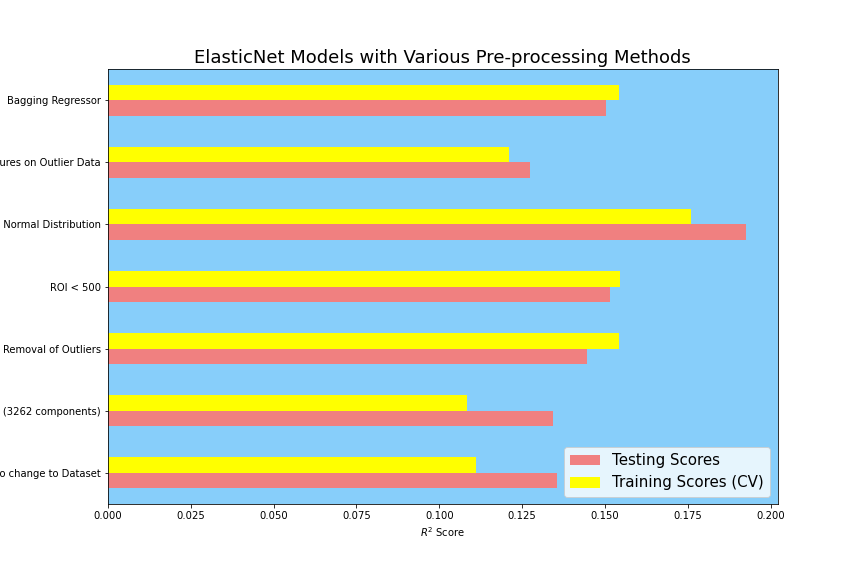 ElasticNet Models with Various Pre-processing Methods
Bagging Regressor
ures on Outlier Data
Normal Distribution
ROI < 500
Removal of Outliers
(3262 components)
o change to Dataset
Testing Scores
Training Scores (CV)
0.000 0.025 0.050 0.075 0.100 0.125 0.150 0.175 0.200
R² Score